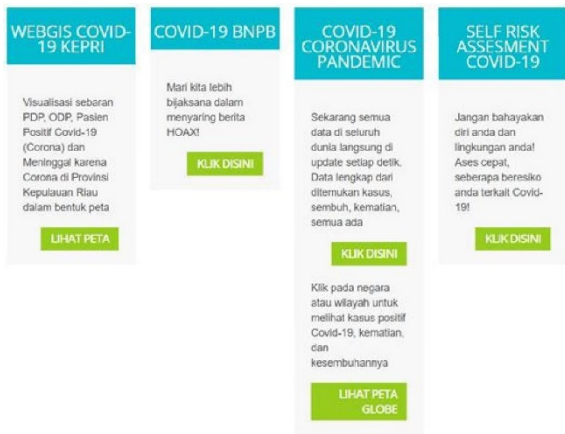 WEBGIS COVID-
19 KEPRI
Visualisasi sebaran
PDP, ODP, Pasien
Positif Covid-19
(Corona) dan
Meninggal karena
Corona di Provinsi
Kepulauan Riau
dalam bentuk peta
LIHAT PETA
COVID-19 BNPB
Mari kita lebih
bijaksana dalam
menyaring berita
HOAX!
KLIK DISINI
COVID-19
CORONAVIRUS
PANDEMIC
Sekarang semua
data di seluruh
dunia langsung di
update setiap detik.
Data lengkap dari
ditemukan kasus,
sembuh, kematian,
semua ada
KLIK DISINI
Klik pada negara
atau wilayah untuk
melihat kasus positif
Covid-19, kematian,
dan
kesembuhannya
LIHAT PETA
GLOBE
SELF RISK
ASSESMENT
COVID-19
Jangan bahayakan
diri anda dan
lingkungan anda!
Ases cepat,
seberapa beresiko
anda terkait Covid-
19!
KLIK DISINI